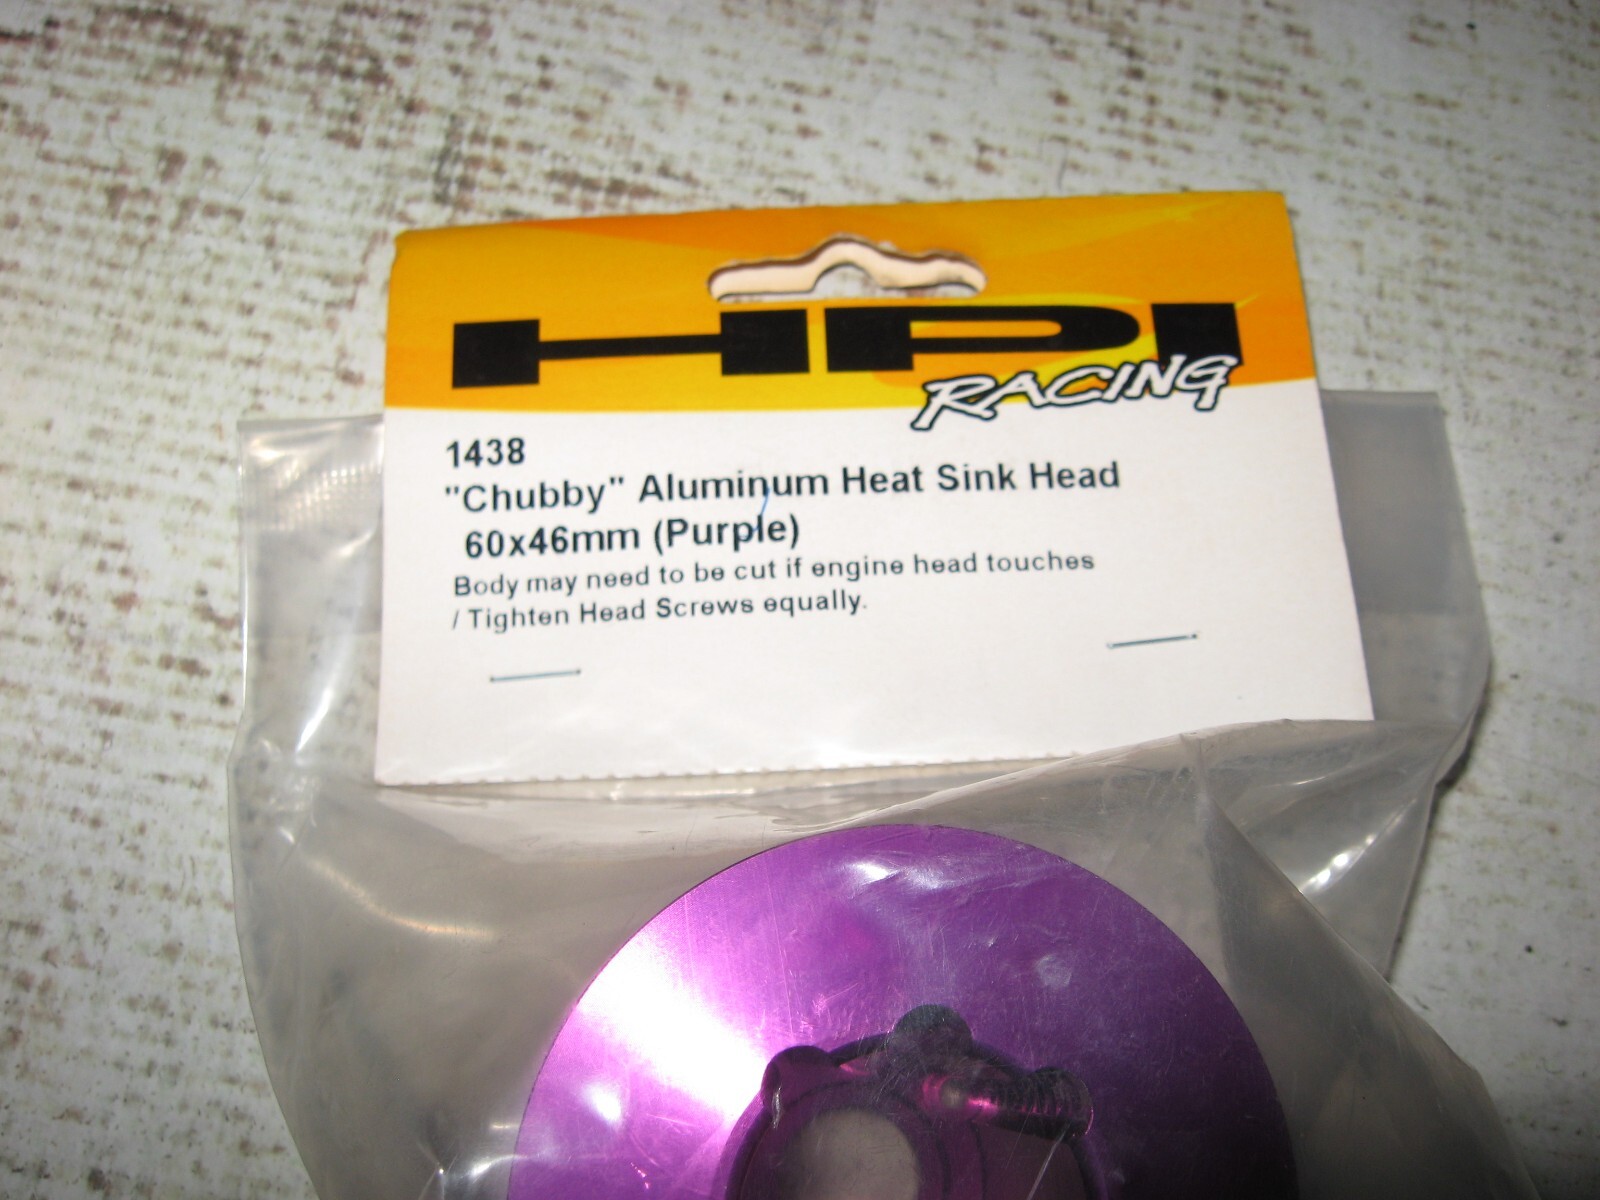 HPI
RACING
1438
"Chubby" Aluminum Heat Sink Head
60x46mm (Purple)
Body may need to be cut if engine head touches
/ Tighten Head Screws equally.